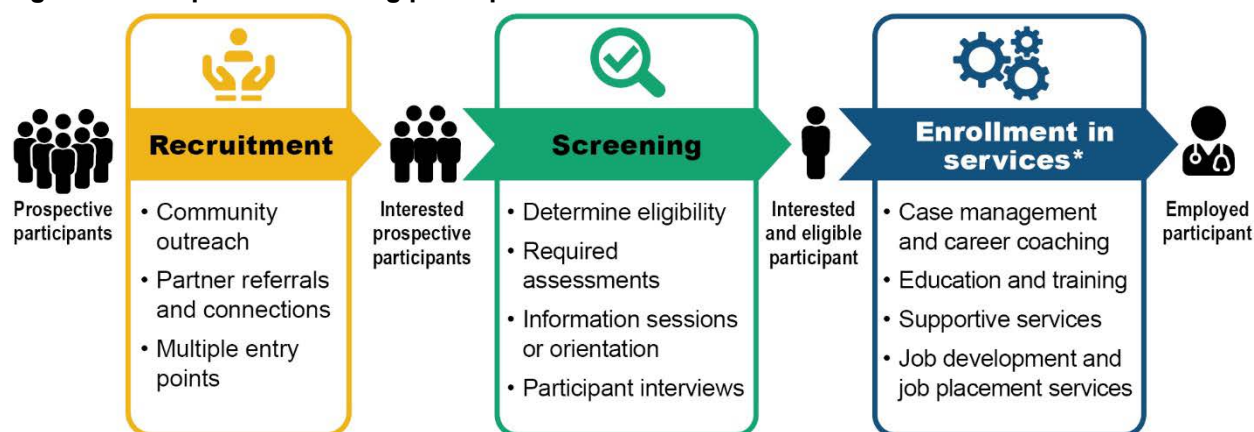 Recruitment
Screening
Enrollment in
services*
Prospective
participants
• Community
outreach
• Partner referrals
and connections
• Multiple entry
points
Interested
prospective
participants
• Determine eligibility
• Required
assessments
• Information sessions
or orientation
• Participant interviews
Interested
and eligible
participant
• Case management
and career coaching
• Education and training
• Supportive services
• Job development and
job placement services
Employed
participant